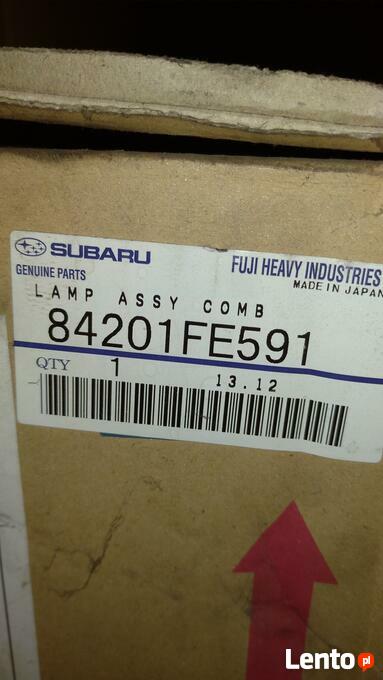 SUBARU
GENUINE PARTS
FUJI HEAVY INDUSTRIES
MADE IN JAPAN
LAMP ASSY COMB
84201FE591
QTY 1 13.12
Lento.pl